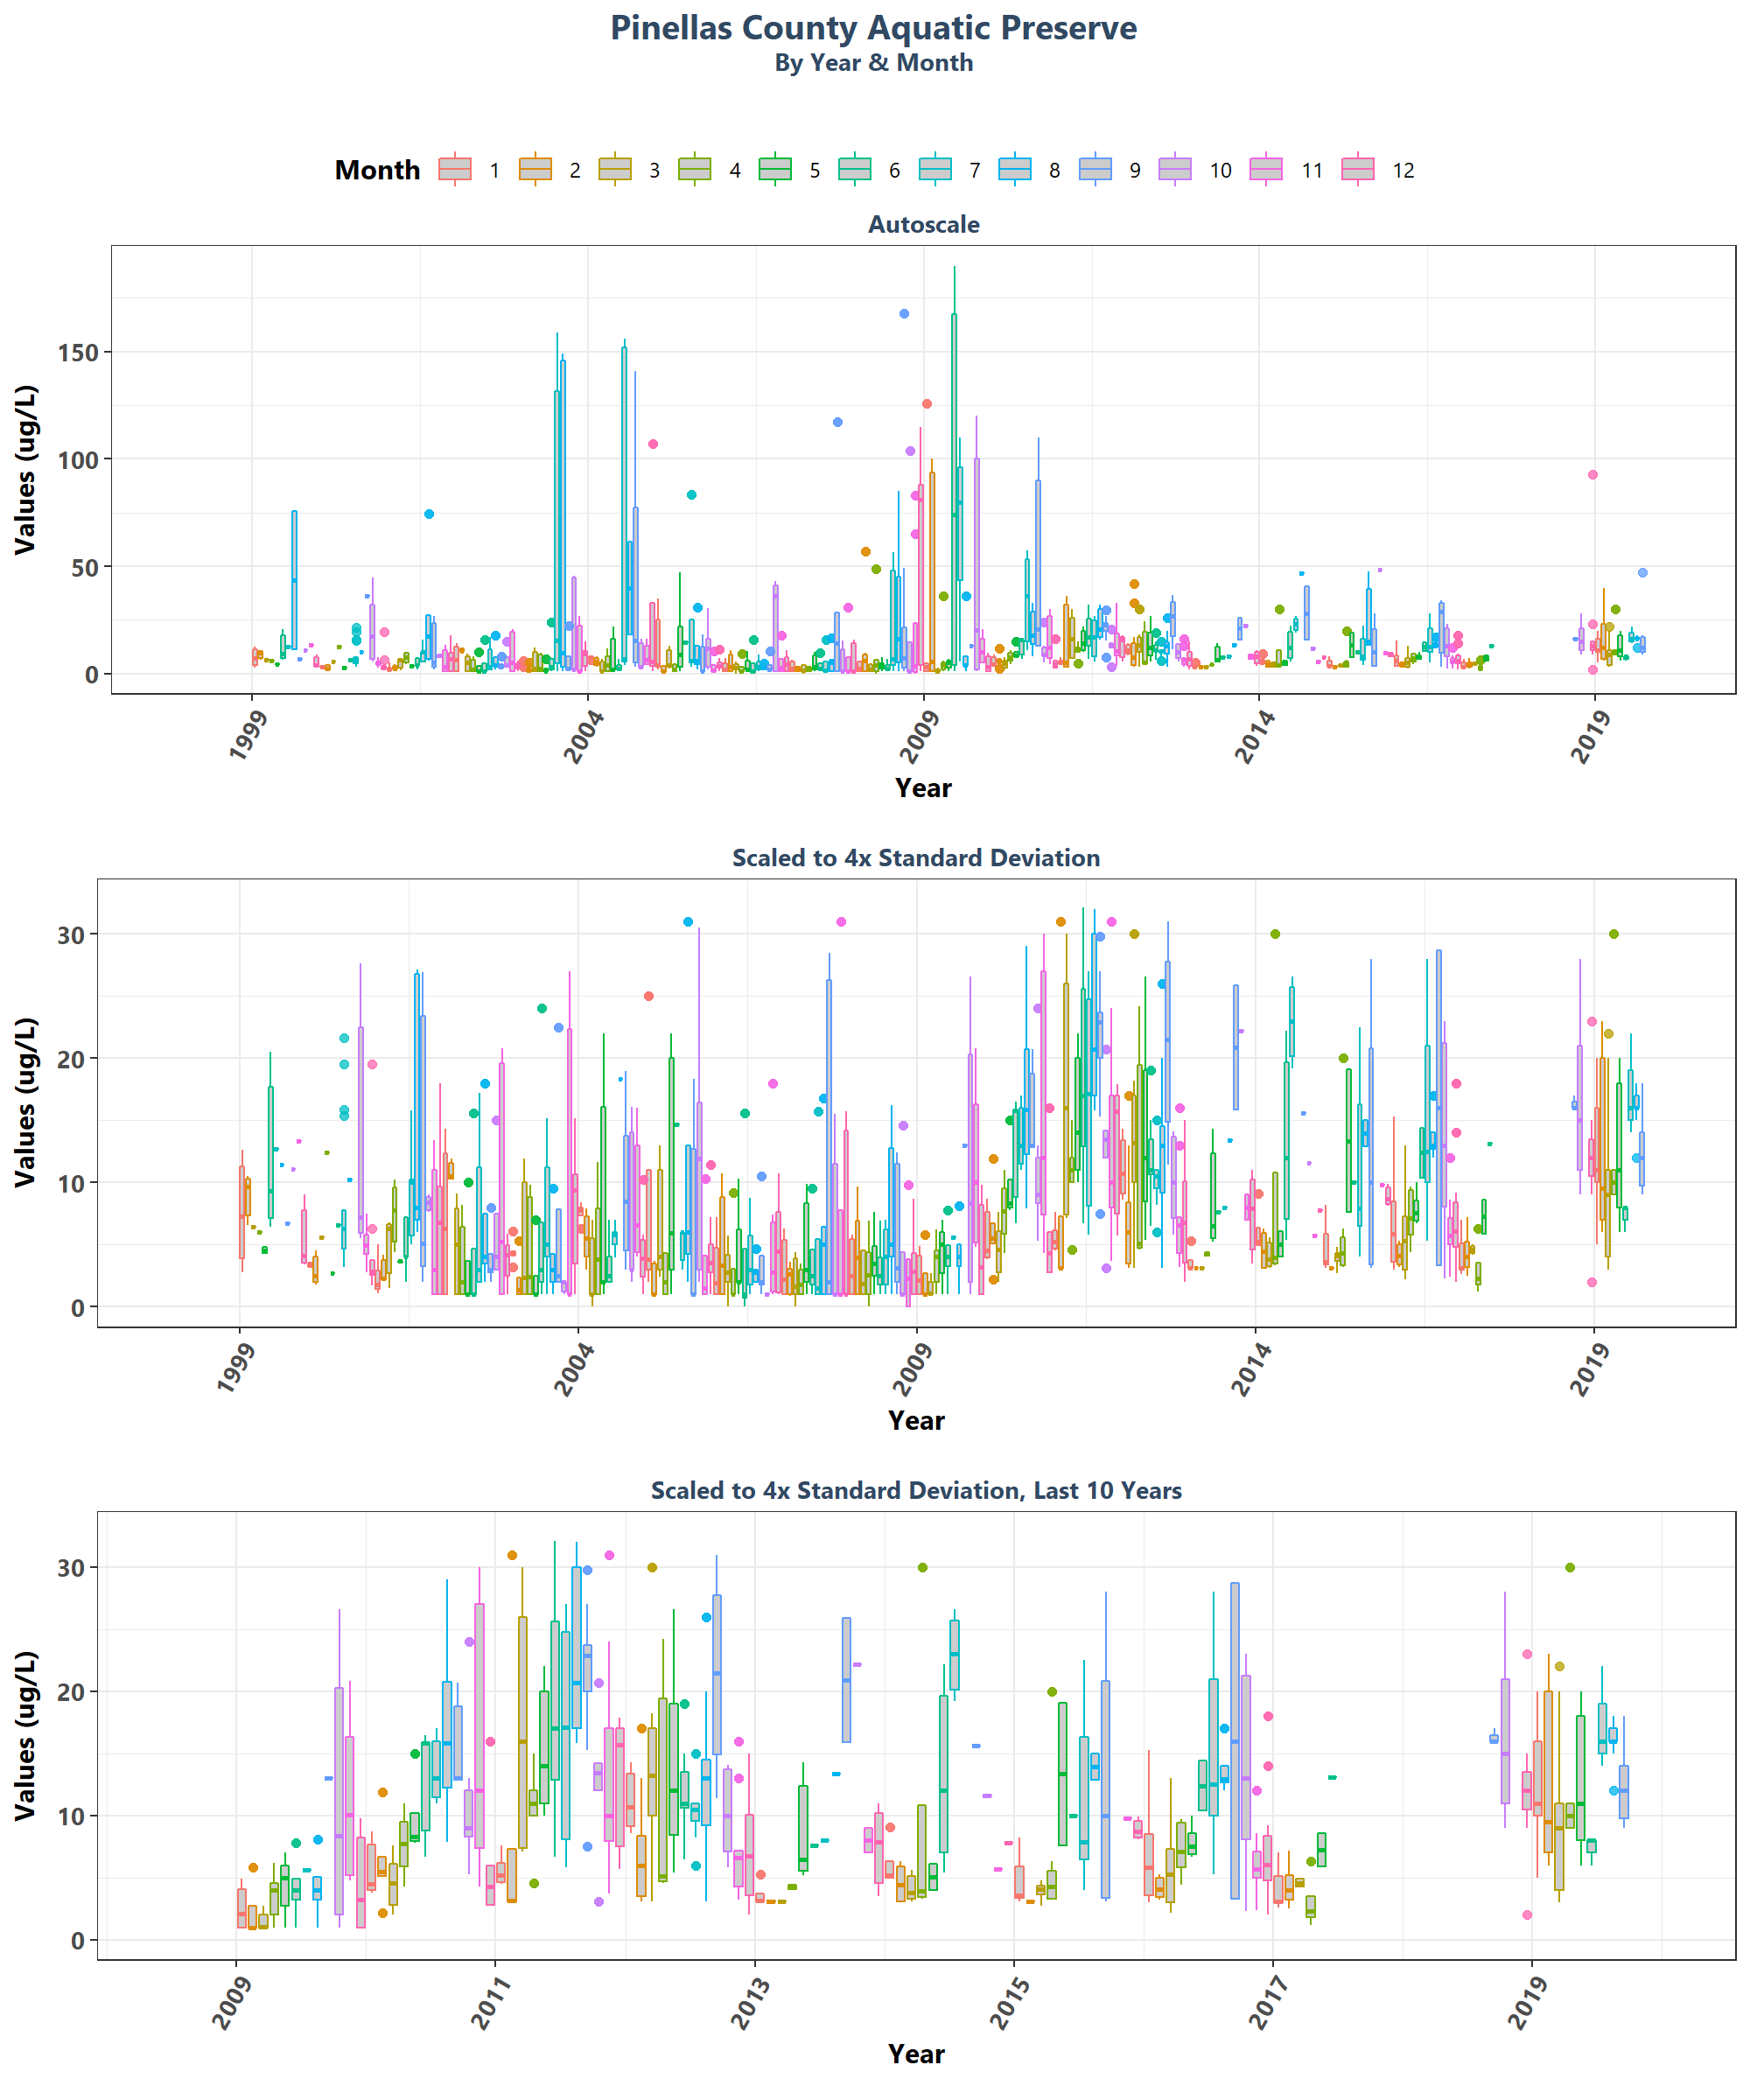 Pinellas County Aquatic Preserve
By Year & Month
Month 1 2 3 4 5 6 7 8 9 10 11 12
Autoscale
Values (ug/L)
150
100
50
0
1999 2004 2009 2014 2019
Year
Scaled to 4x Standard Deviation
Values (ug/L)
30
20
10
0
1999 2004 2009 2014 2019
Year
Scaled to 4x Standard Deviation, Last 10 Years
Values (ug/L)
30
20
10
0
2009 2011 2013 2015 2017 2019
Year